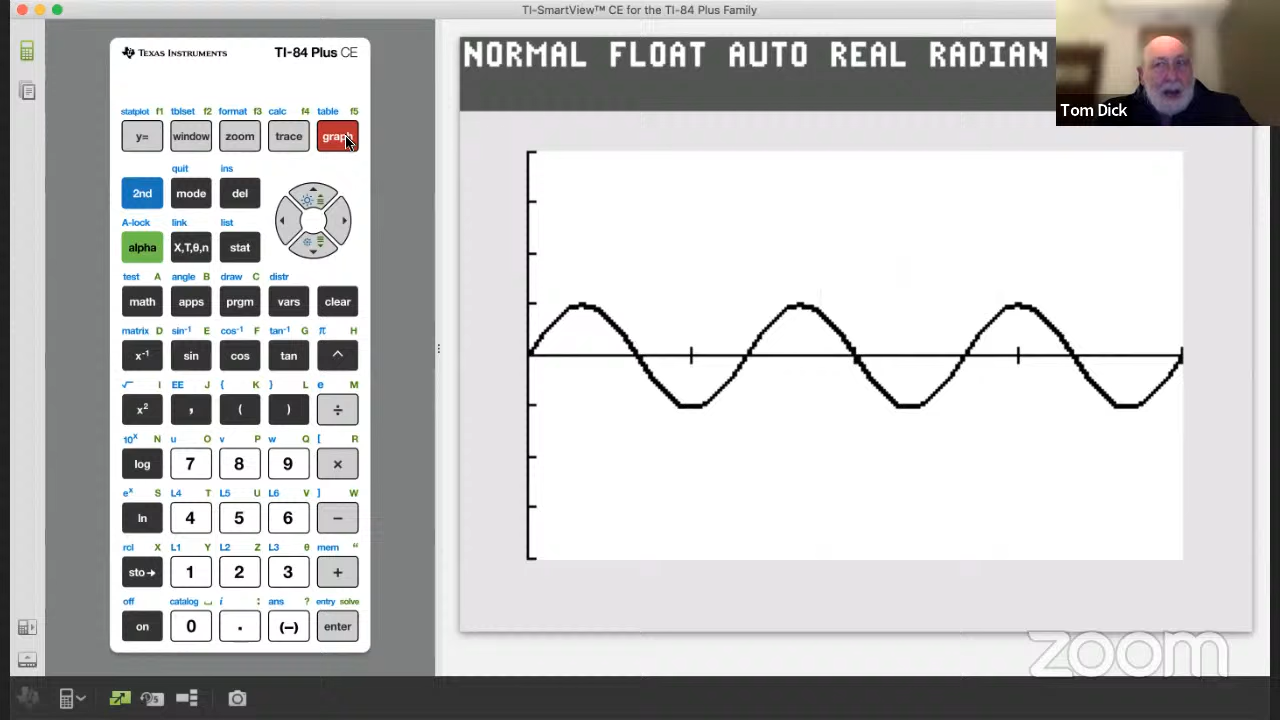 TI-SmartView™ CE for the TI-84 Plus Family
TEXAS INSTRUMENTS
TI-84 Plus CE
statplot f1 tblset f2 format f3 calc f4 table f5
y= window zoom trace graph
quit ins
2nd mode del
A-lock link list
alpha X,T,θ,n stat
test A angle B draw C distr
math apps prgm vars clear
matrix D sin⁻¹ E cos⁻¹ F tan⁻¹ G π H
x⁻¹ sin cos tan ^
√ I EE J { K } L e M
x² , ( ) ÷
10ˣ N u O v P w Q [ R
log 7 8 9 ×
eˣ S L4 T L5 U L6 V ] W
ln 4 5 6 −
rcl X L1 Y L2 Z L3 θ mem “
sto→ 1 2 3 +
off catalog ⎵ i : ans ? entry solve
on 0 . (−) enter
NORMAL FLOAT AUTO REAL RADIAN
Tom Dick
zoom